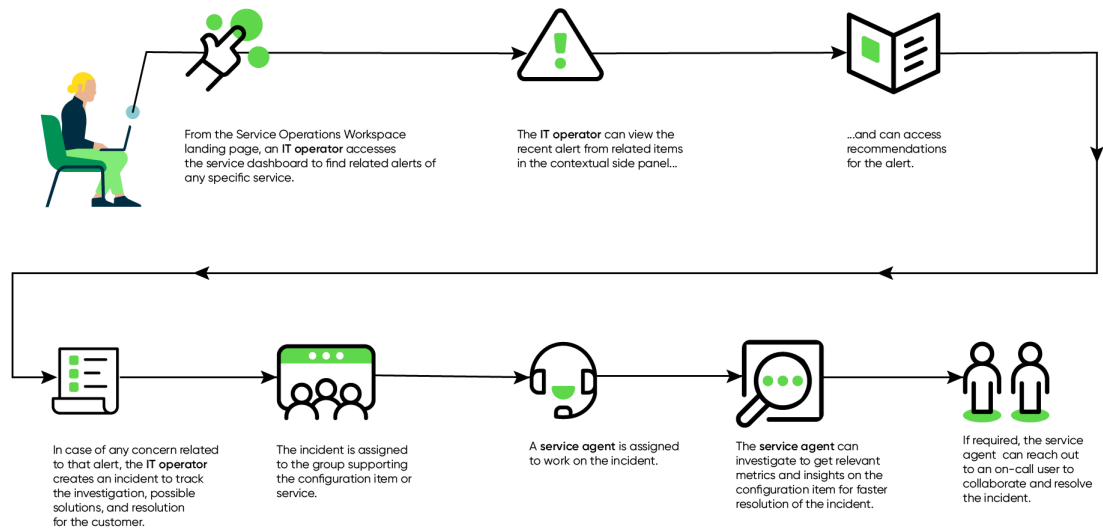 From the Service Operations Workspace
landing page, an IT operator accesses
the service dashboard to find related alerts of
any specific service.
The IT operator can view the
recent alert from related items
in the contextual side panel...
...and can access
recommendations
for the alert.
In case of any concern related
to that alert, the IT operator
creates an incident to track
the investigation, possible
solutions, and resolution
for the customer.
The incident is assigned
to the group supporting
the configuration item or
service.
A service agent is assigned
to work on the incident.
The service agent can
investigate to get relevant
metrics and insights on the
configuration item for faster
resolution of the incident.
If required, the service
agent can reach out
to an on-call user to
collaborate and resolve
the incident.